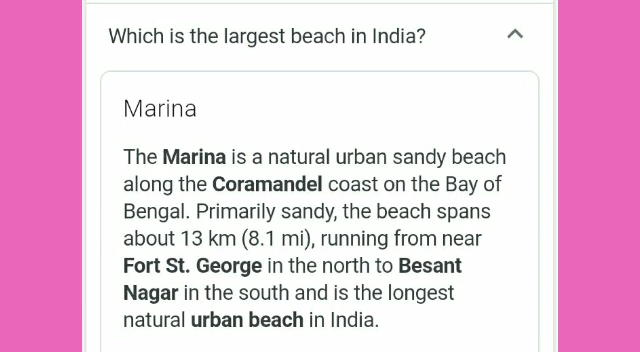 Which is the largest beach in India?
Marina
The Marina is a natural urban sandy beach
along the Coramandel coast on the Bay of
Bengal. Primarily sandy, the beach spans
about 13 km (8.1 mi), running from near
Fort St. George in the north to Besant
Nagar in the south and is the longest
natural urban beach in India.